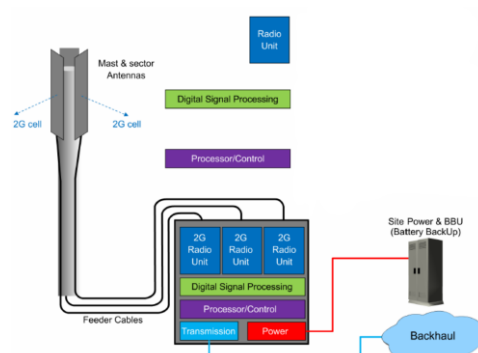 Radio
Unit
Mast & sector
Antennas
Digital Signal Processing
2G cell
2G cell
Processor/Control
2G
Radio
Unit
2G
Radio
Unit
2G
Radio
Unit
Site Power & BBU
(Battery BackUp)
Digital Signal Processing
Processor/Control
Feeder Cables
Transmission
Power
Backhaul